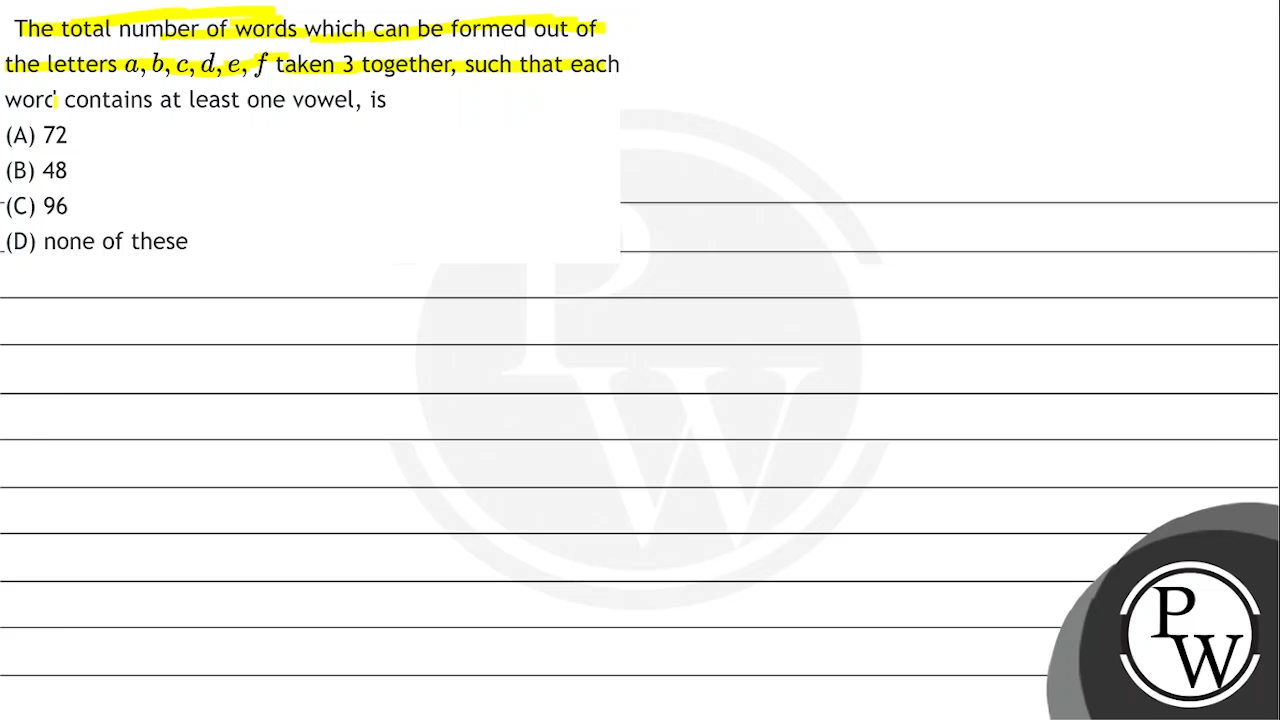 The total number of words which can be formed out of
the letters a, b, c, d, e, f taken 3 together, such that each
word contains at least one vowel, is
(A) 72
(B) 48
(C) 96
(D) none of these
P
W
P
W